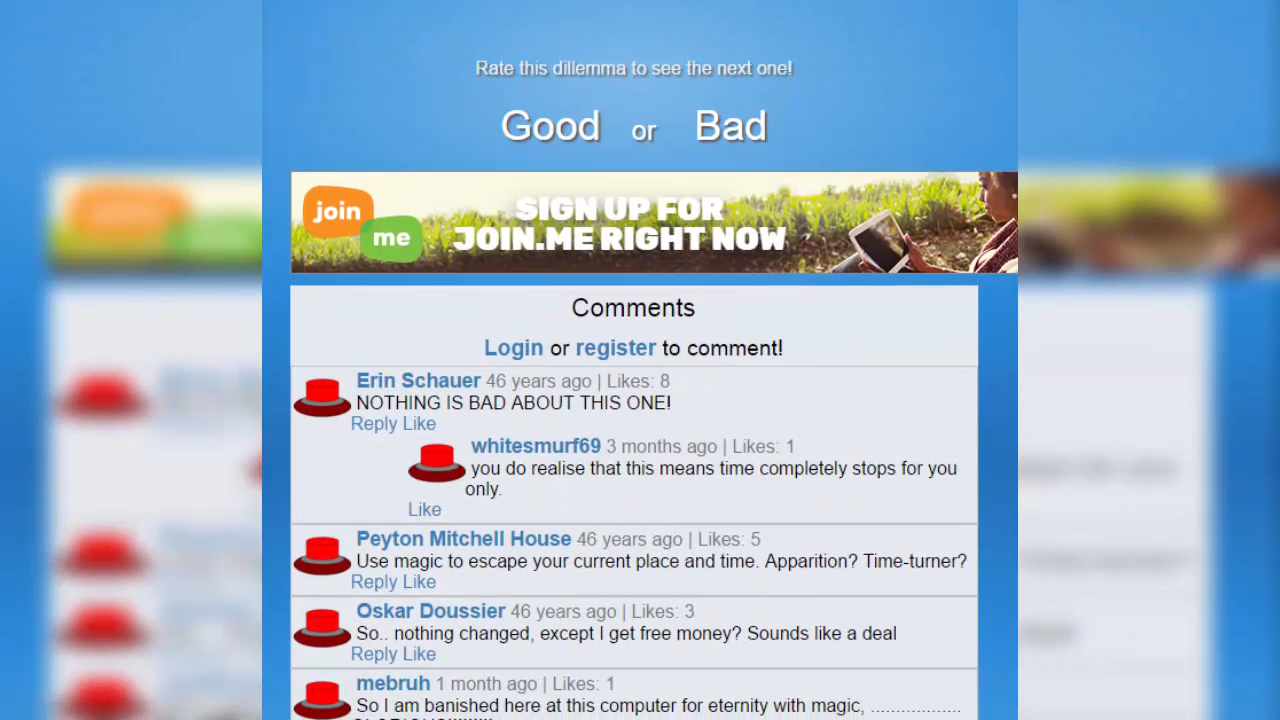 Rate this dillemma to see the next one!
Good or Bad
join
me
SIGN UP FOR
JOIN.ME RIGHT NOW
Comments
Login or register to comment!
Erin Schauer 46 years ago | Likes: 8
NOTHING IS BAD ABOUT THIS ONE!
Reply Like
whitesmurf69 3 months ago | Likes: 1
you do realise that this means time completely stops for you
only.
Like
Peyton Mitchell House 46 years ago | Likes: 5
Use magic to escape your current place and time. Apparition? Time-turner?
Reply Like
Oskar Doussier 46 years ago | Likes: 3
So.. nothing changed, except I get free money? Sounds like a deal
Reply Like
mebruh 1 month ago | Likes: 1
So I am banished here at this computer for eternity with magic, ..................